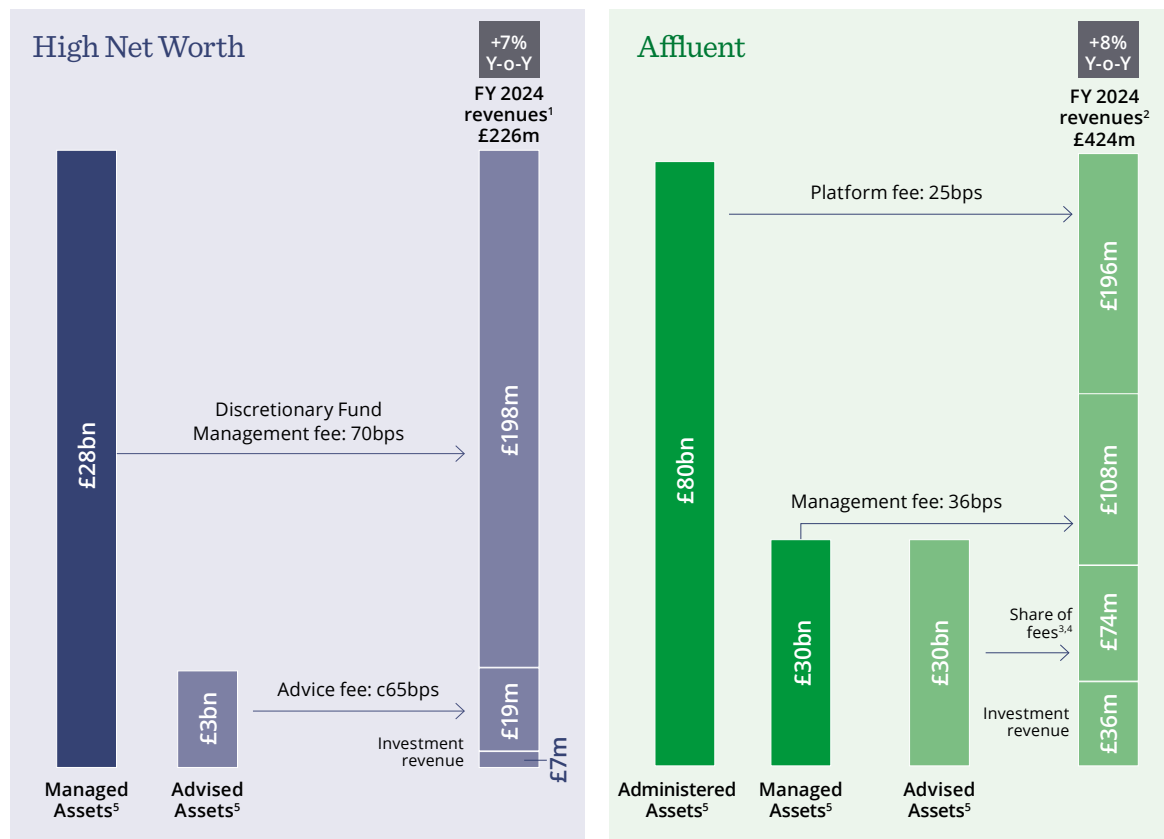 High Net Worth
+7%
Y-o-Y
FY 2024
revenues¹
£226m
£28bn
Discretionary Fund
Management fee: 70bps
£198m
£3bn
Advice fee: c65bps
£19m
Investment
revenue
£7m
Managed
Assets⁵
Advised
Assets⁵
Affluent
+8%
Y-o-Y
FY 2024
revenues²
£424m
Platform fee: 25bps
£196m
£80bn
Management fee: 36bps
£108m
£30bn
£30bn
Share of
fees³,⁴
£74m
Investment
revenue
£36m
Administered
Assets⁵
Managed
Assets⁵
Advised
Assets⁵